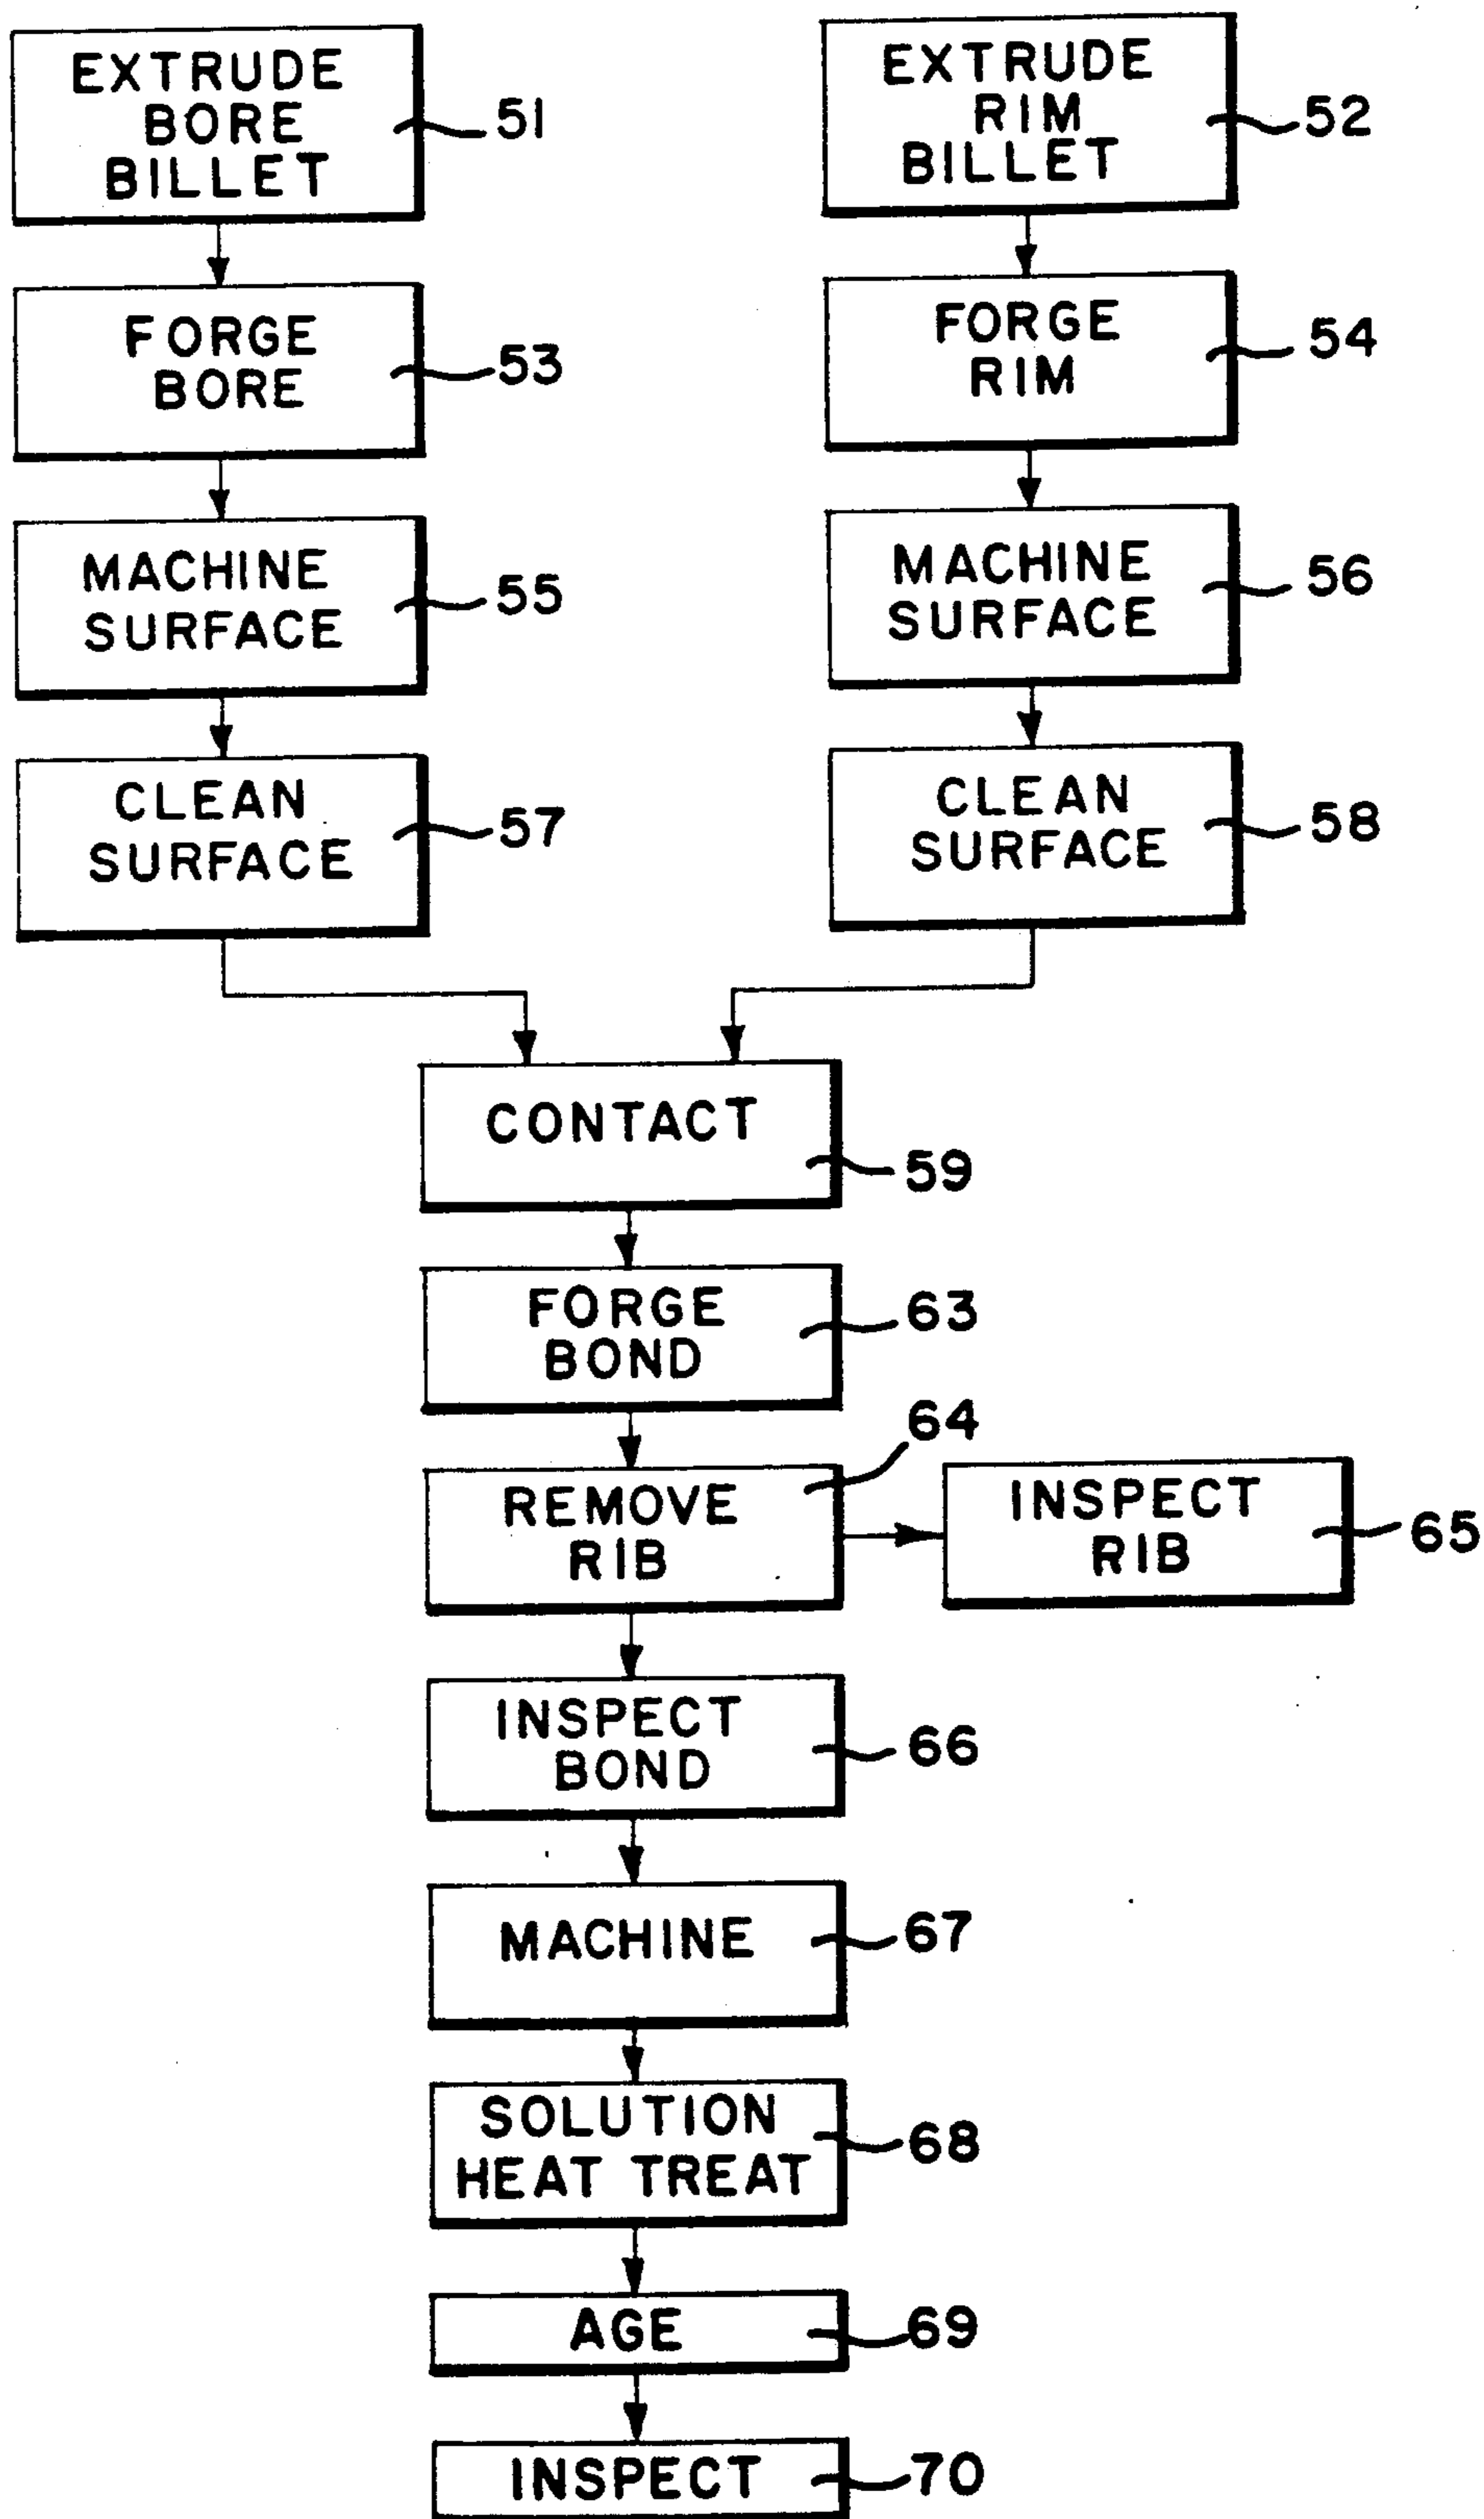 EXTRUDE
BORE
BILLET
51
EXTRUDE
RIM
BILLET
52
FORGE
BORE
53
FORGE
RIM
54
MACHINE
SURFACE
55
MACHINE
SURFACE
56
CLEAN
SURFACE
57
CLEAN
SURFACE
58
CONTACT
59
FORGE
BOND
63
64
REMOVE
RIB
INSPECT
RIB
65
INSPECT
BOND
66
MACHINE
67
SOLUTION
HEAT TREAT
68
AGE
69
INSPECT
70